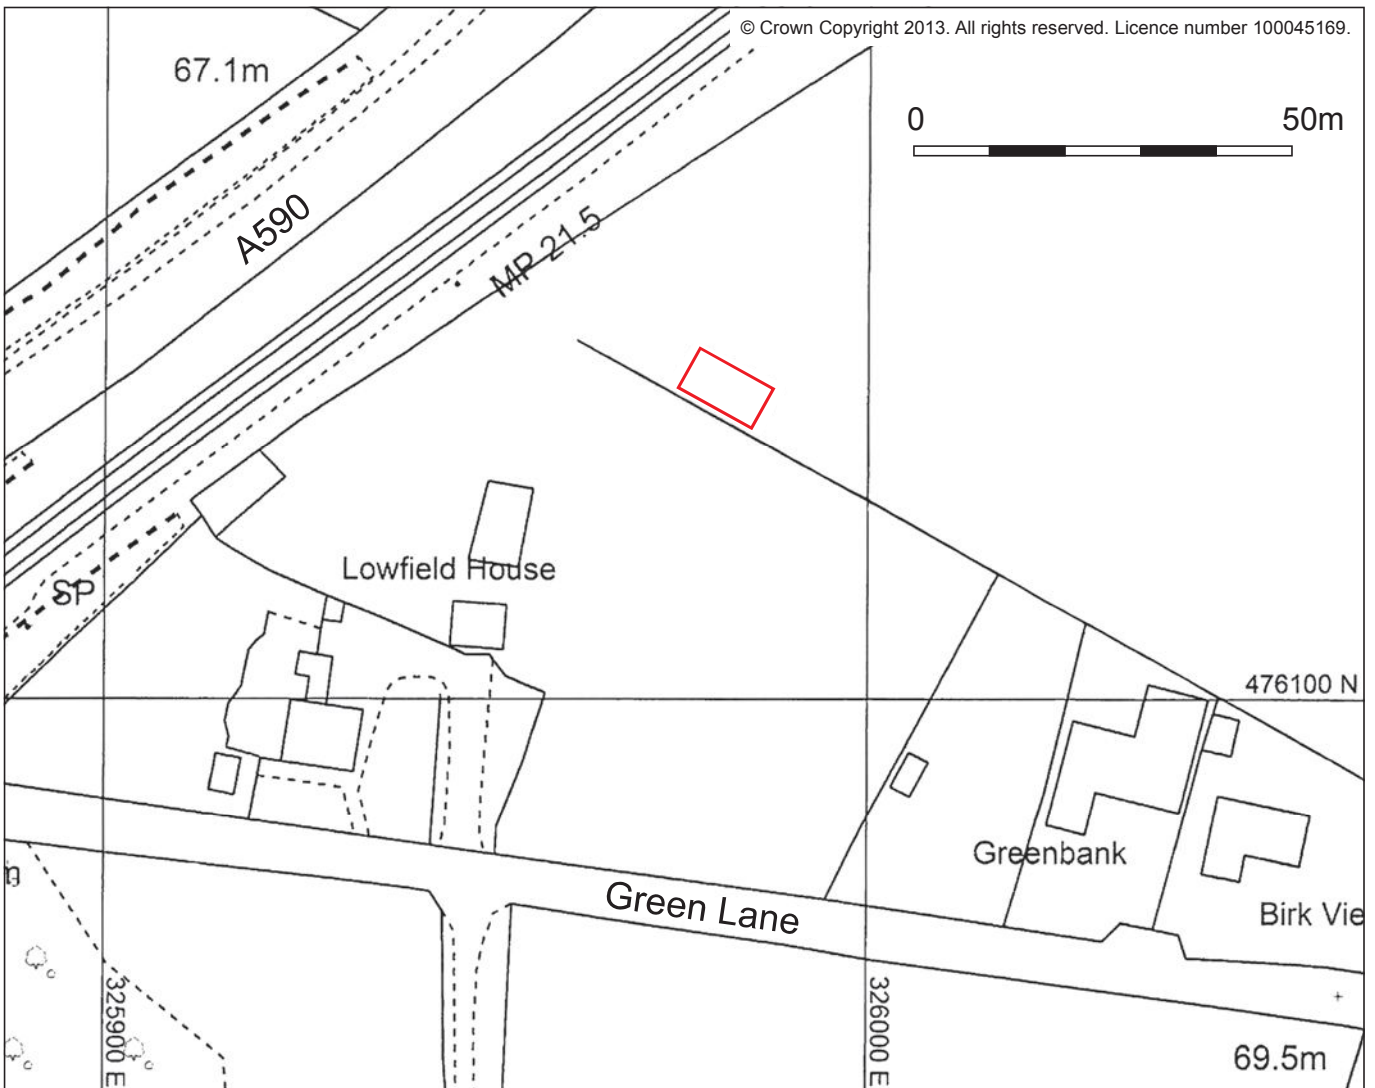 © Crown Copyright 2013. All rights reserved. Licence number 100045169.
67.1m
0 50m
A590
MP 21.5
Lowfield House
SP
476100 N
Greenbank
Green Lane
Birk Vie
325900 E
326000 E
69.5m